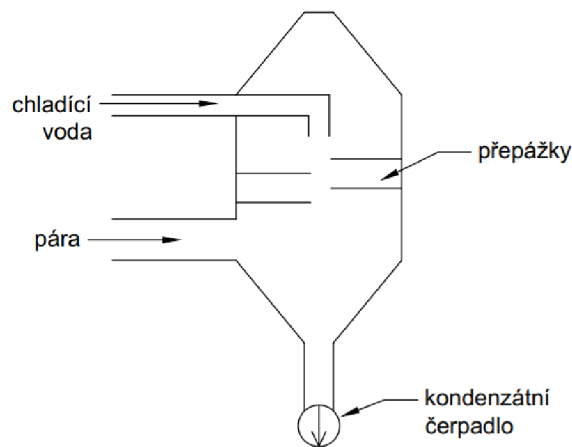 chladící
voda
přepážky
pára
kondenzátní
čerpadlo